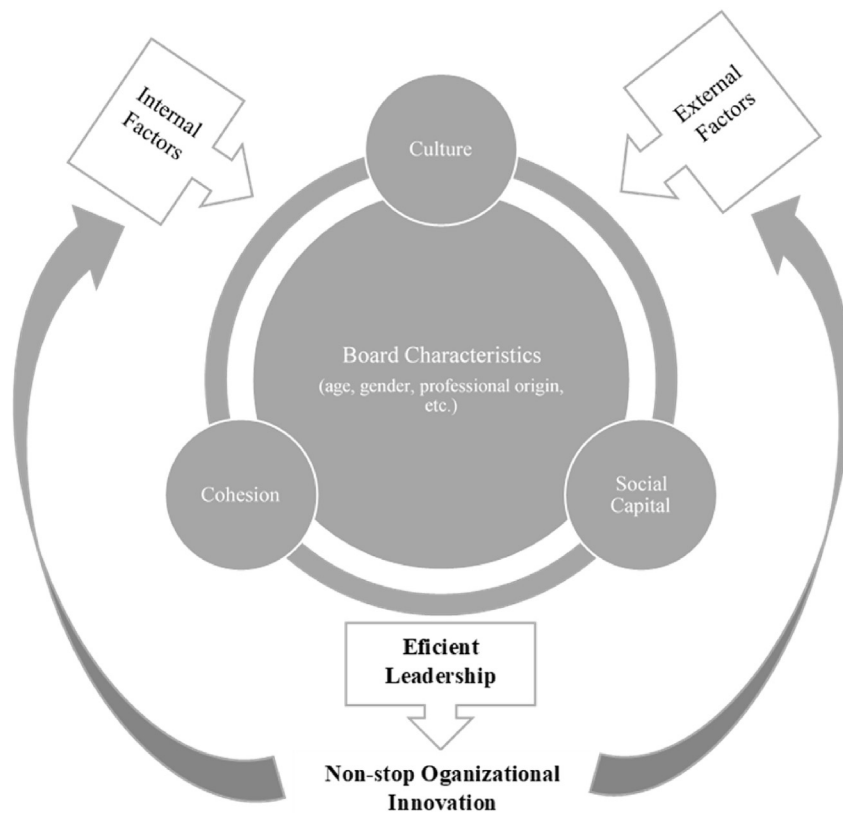 Internal
Factors
External
Factors
Culture
Board Characteristics
(age, gender, professional origin,
etc.)
Cohesion
Social
Capital
Eficient
Leadership
Non-stop Oganizational
Innovation